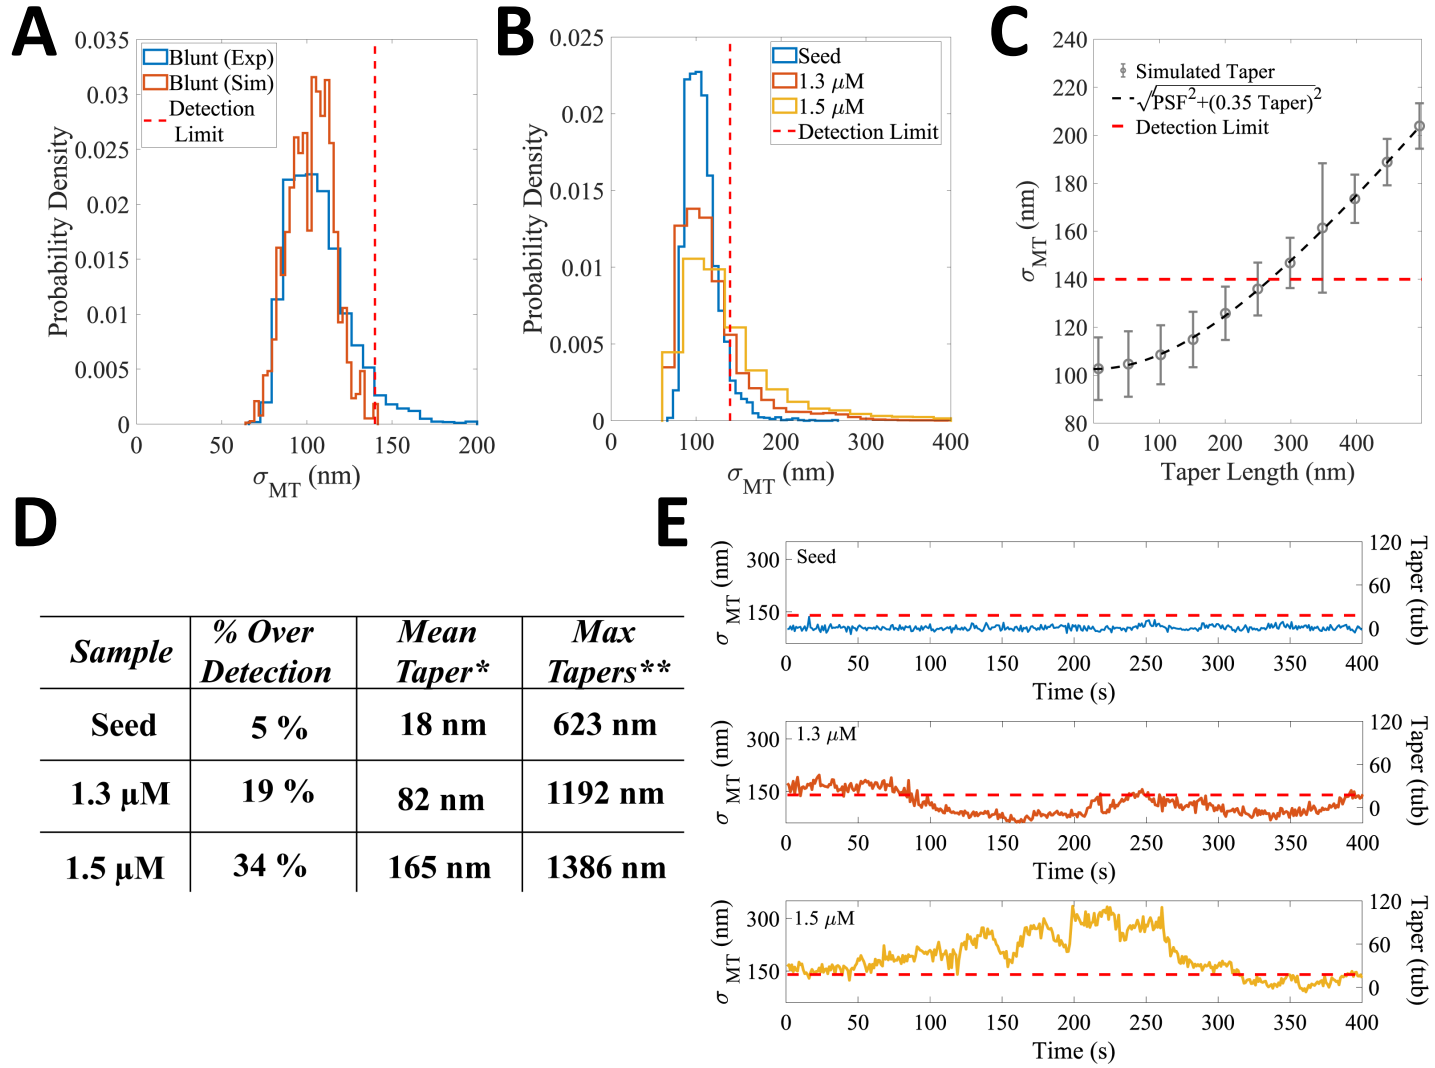 A
0.035
0.03
0.025
0.02
0.015
0.01
0.005
0
Probability Density
Blunt (Exp)
Blunt (Sim)
Detection
Limit
0 50 100 150 200
σMT (nm)
B
0.025
0.02
0.015
0.01
0.005
0
Probability Density
Seed
1.3 μM
1.5 μM
Detection Limit
0 100 200 300 400
σMT (nm)
C
240
220
200
180
160
140
120
100
80
σMT (nm)
Simulated Taper
√PSF²+(0.35 Taper)²
Detection Limit
0 100 200 300 400
Taper Length (nm)
D
Sample % Over Detection Mean Taper* Max Tapers**
Seed 5 % 18 nm 623 nm
1.3 μM 19 % 82 nm 1192 nm
1.5 μM 34 % 165 nm 1386 nm
E
Seed
300
150
σ MT (nm)
120
60
0
Taper (tub)
0 50 100 150 200 250 300 350 400
Time (s)
1.3 μM
300
150
σ MT (nm)
120
60
0
Taper (tub)
0 50 100 150 200 250 300 350 400
Time (s)
1.5 μM
300
150
σ MT (nm)
120
60
0
Taper (tub)
0 50 100 150 200 250 300 350 400
Time (s)